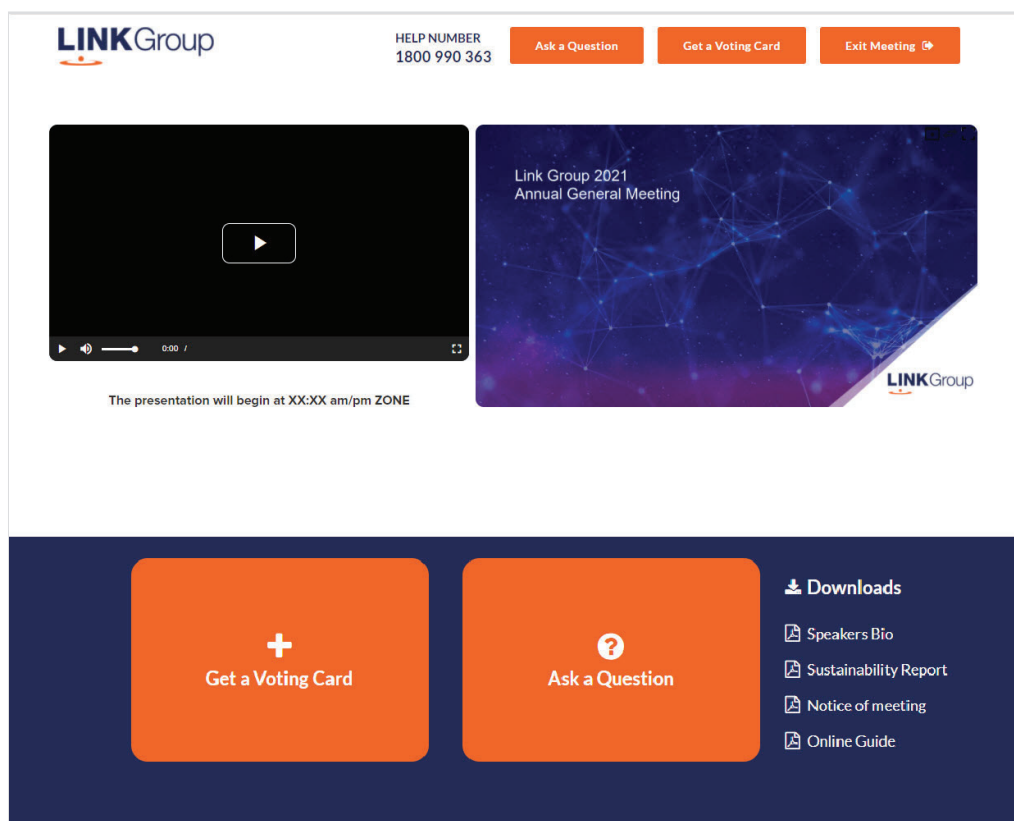 LINKGroup
HELP NUMBER
1800 990 363
Ask a Question
Get a Voting Card
Exit Meeting
Link Group 2021
Annual General Meeting
LINKGroup
0:00 /
The presentation will begin at XX:XX am/pm ZONE
Get a Voting Card
Ask a Question
Downloads
Speakers Bio
Sustainability Report
Notice of meeting
Online Guide